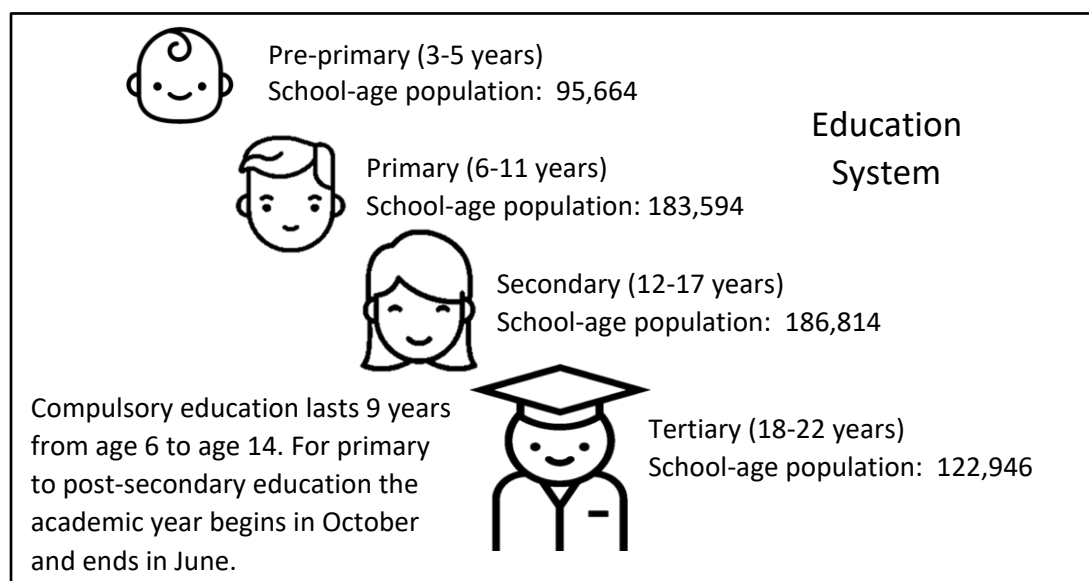 Pre-primary (3-5 years)
School-age population:  95,664
Education
System
Primary (6-11 years)
School-age population: 183,594
Secondary (12-17 years)
School-age population:  186,814
Compulsory education lasts 9 years
from age 6 to age 14. For primary
to post-secondary education the
academic year begins in October
and ends in June.
Tertiary (18-22 years)
School-age population:  122,946